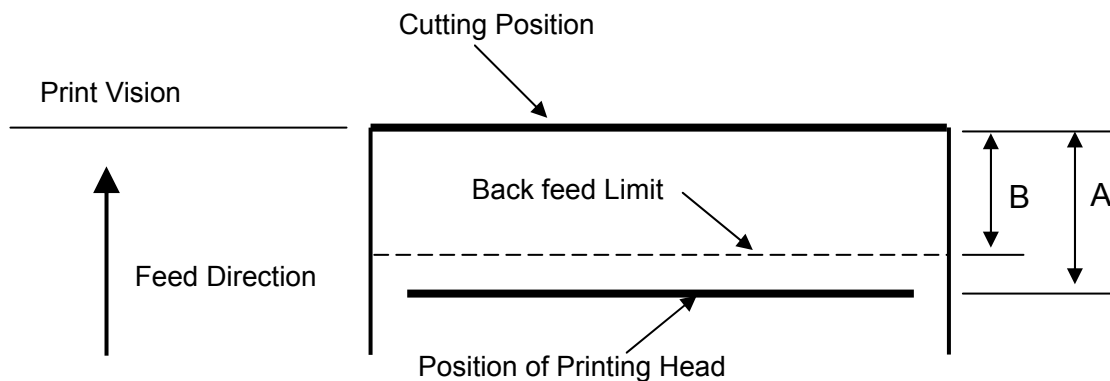 Cutting Position
Print Vision
Back feed Limit
B
A
Feed Direction
Position of Printing Head